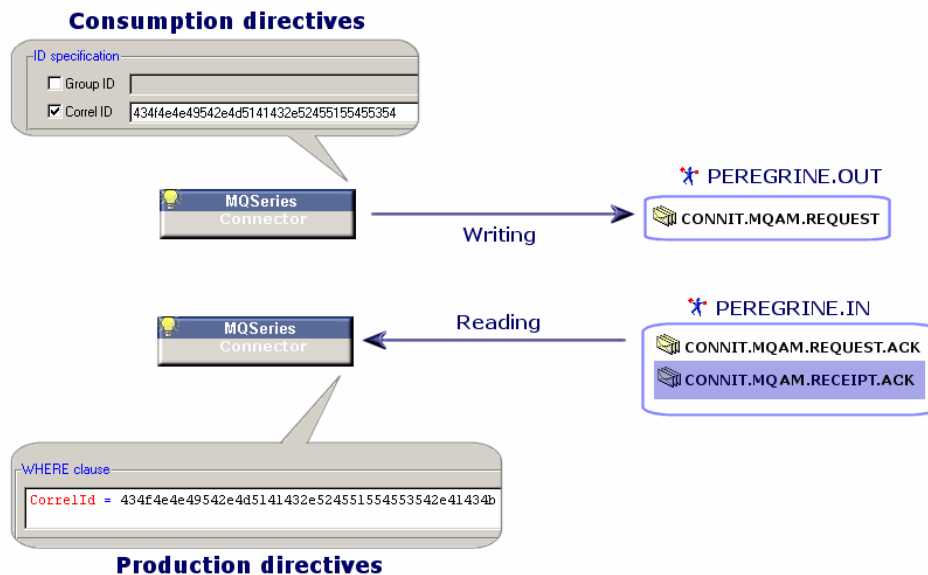 Consumption directives
ID specification
Group ID
Correl ID 434f4e4e49542e4d5141432e52455155455354
PEREGRINE.OUT
MQSeries
Connector
CONNIT.MQAM.REQUEST
Writing
PEREGRINE.IN
MQSeries
Connector
Reading
CONNIT.MQAM.REQUEST.ACK
CONNIT.MQAM.RECEIPT.ACK
WHERE clause
CorrelId = 434f4e4e49542e4d5141432e524551554553542e41434b
Production directives